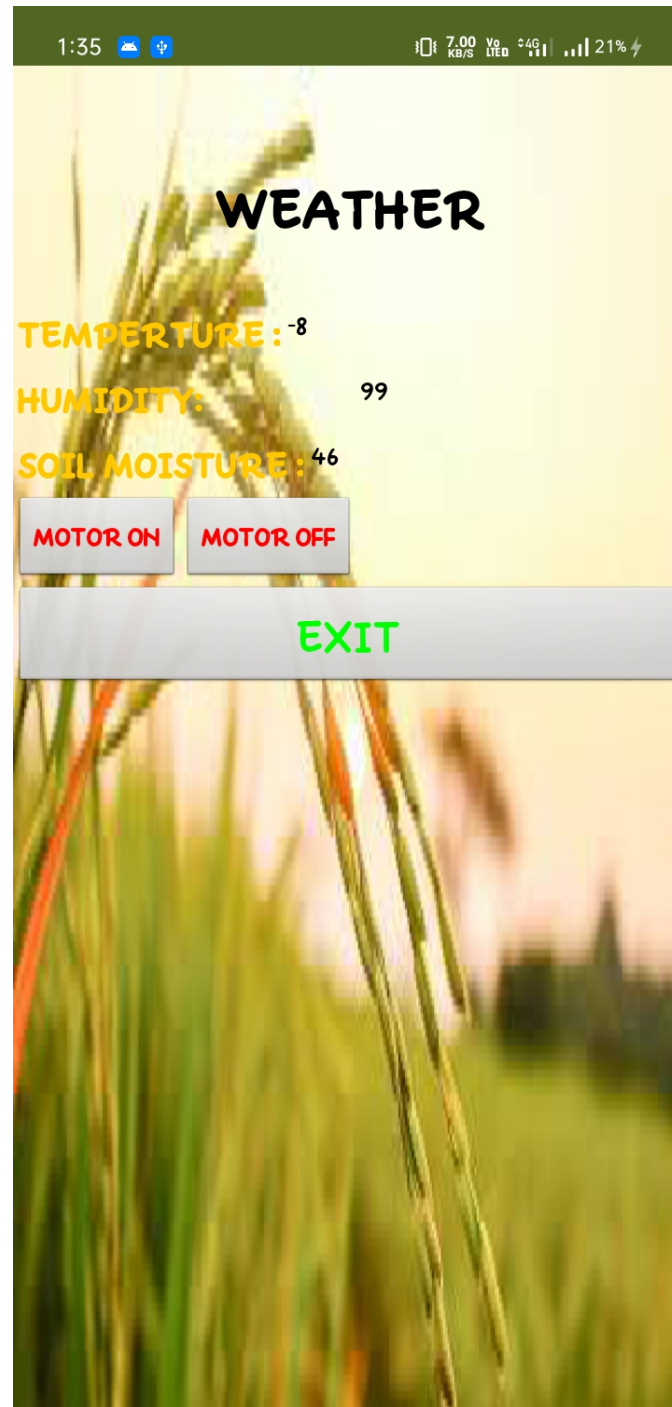 1:35 7.00 KB/S Vo LTE 4G 21%
WEATHER
TEMPERTURE : -8
HUMIDITY: 99
SOIL MOISTURE : 46
MOTOR ON MOTOR OFF
EXIT